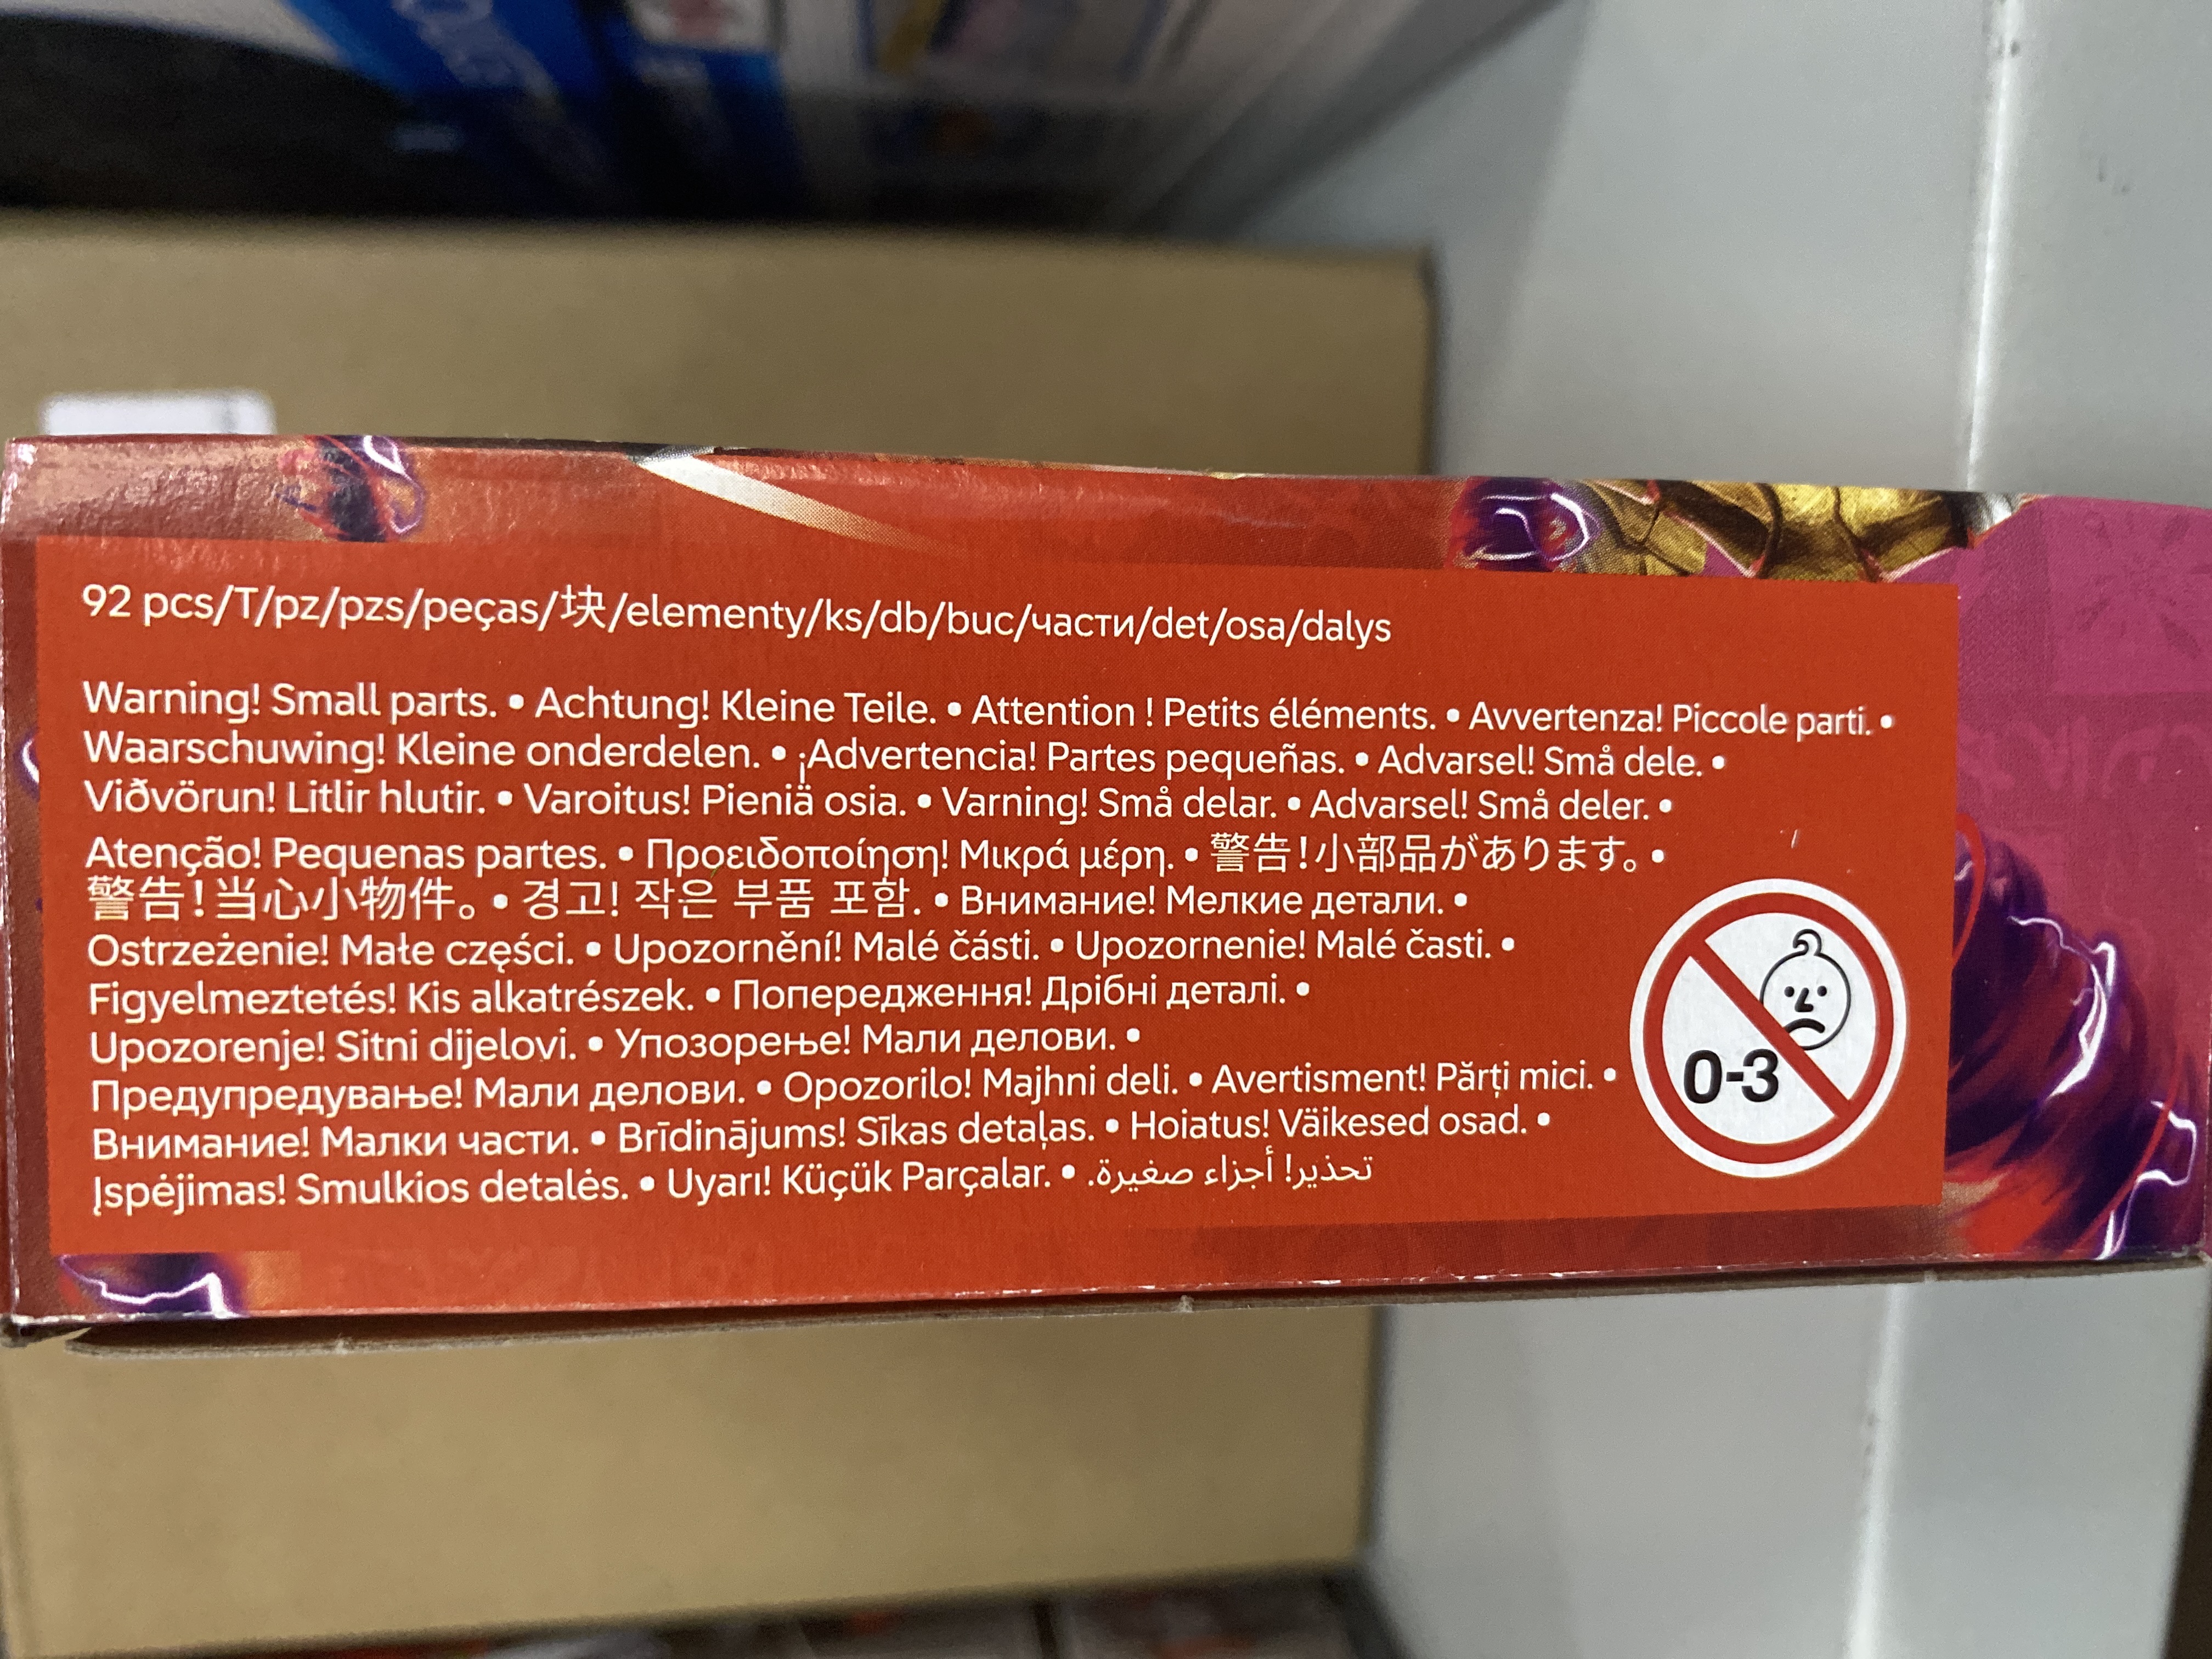 92 pcs/T/pz/pzs/peças/块/elementy/ks/db/buc/части/det/osa/dalys
Warning! Small parts. • Achtung! Kleine Teile. • Attention ! Petits éléments. • Avvertenza! Piccole parti. •
Waarschuwing! Kleine onderdelen. • ¡Advertencia! Partes pequeñas. • Advarsel! Små dele. •
Viðvörun! Litlir hlutir. • Varoitus! Pieniä osia. • Varning! Små delar. • Advarsel! Små deler. •
Atenção! Pequenas partes. • Προειδοποίηση! Μικρά μέρη. • 警告!小部品があります。 •
警告!当心小物件。 • 경고! 작은 부품 포함. • Внимание! Мелкие детали. •
Ostrzeżenie! Małe części. • Upozornění! Malé části. • Upozornenie! Malé časti. •
Figyelmeztetés! Kis alkatrészek. • Попередження! Дрібні деталі. •
Upozorenje! Sitni dijelovi. • Упозорење! Мали делови. •
Предупредување! Мали делови. • Opozorilo! Majhni deli. • Avertisment! Părți mici. •
Внимание! Малки части. • Brīdinājums! Sīkas detaļas. • Hoiatus! Väikesed osad. •
Įspėjimas! Smulkios detalės. • Uyarı! Küçük Parçalar. • تحذير! أجزاء صغيرة.
0-3